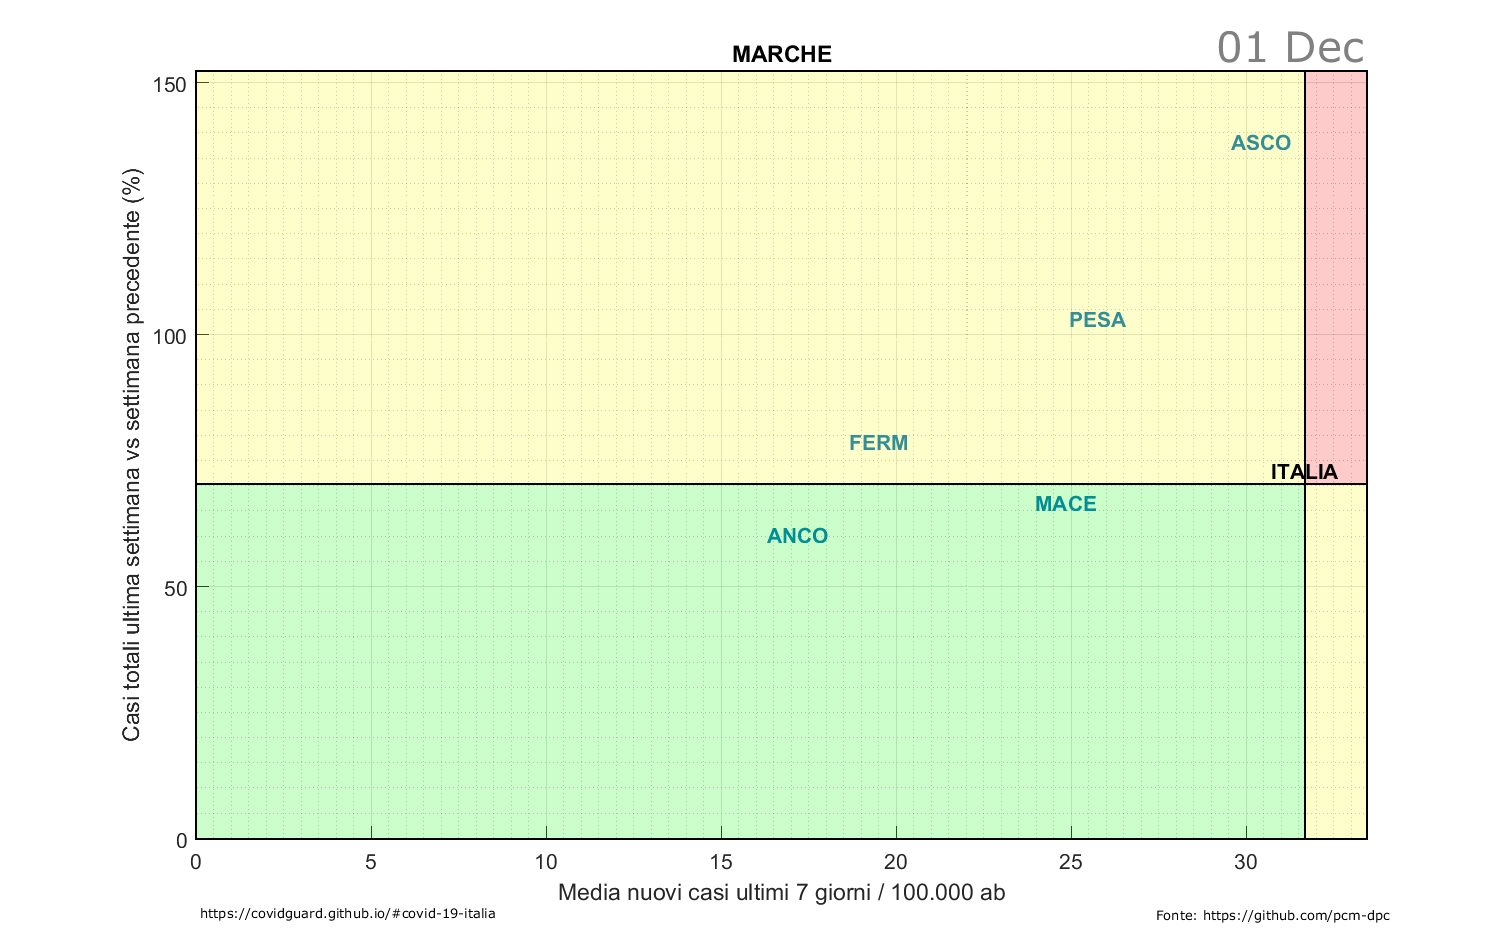 MARCHE
01 Dec
150
ASCO
PESA
100
FERM
ITALIA
MACE
ANCO
50
0
Casi totali ultima settimana vs settimana precedente (%)
0 5 10 15 20 25 30
Media nuovi casi ultimi 7 giorni / 100.000 ab
https://covidguard.github.io/#covid-19-italia
Fonte: https://github.com/pcm-dpc